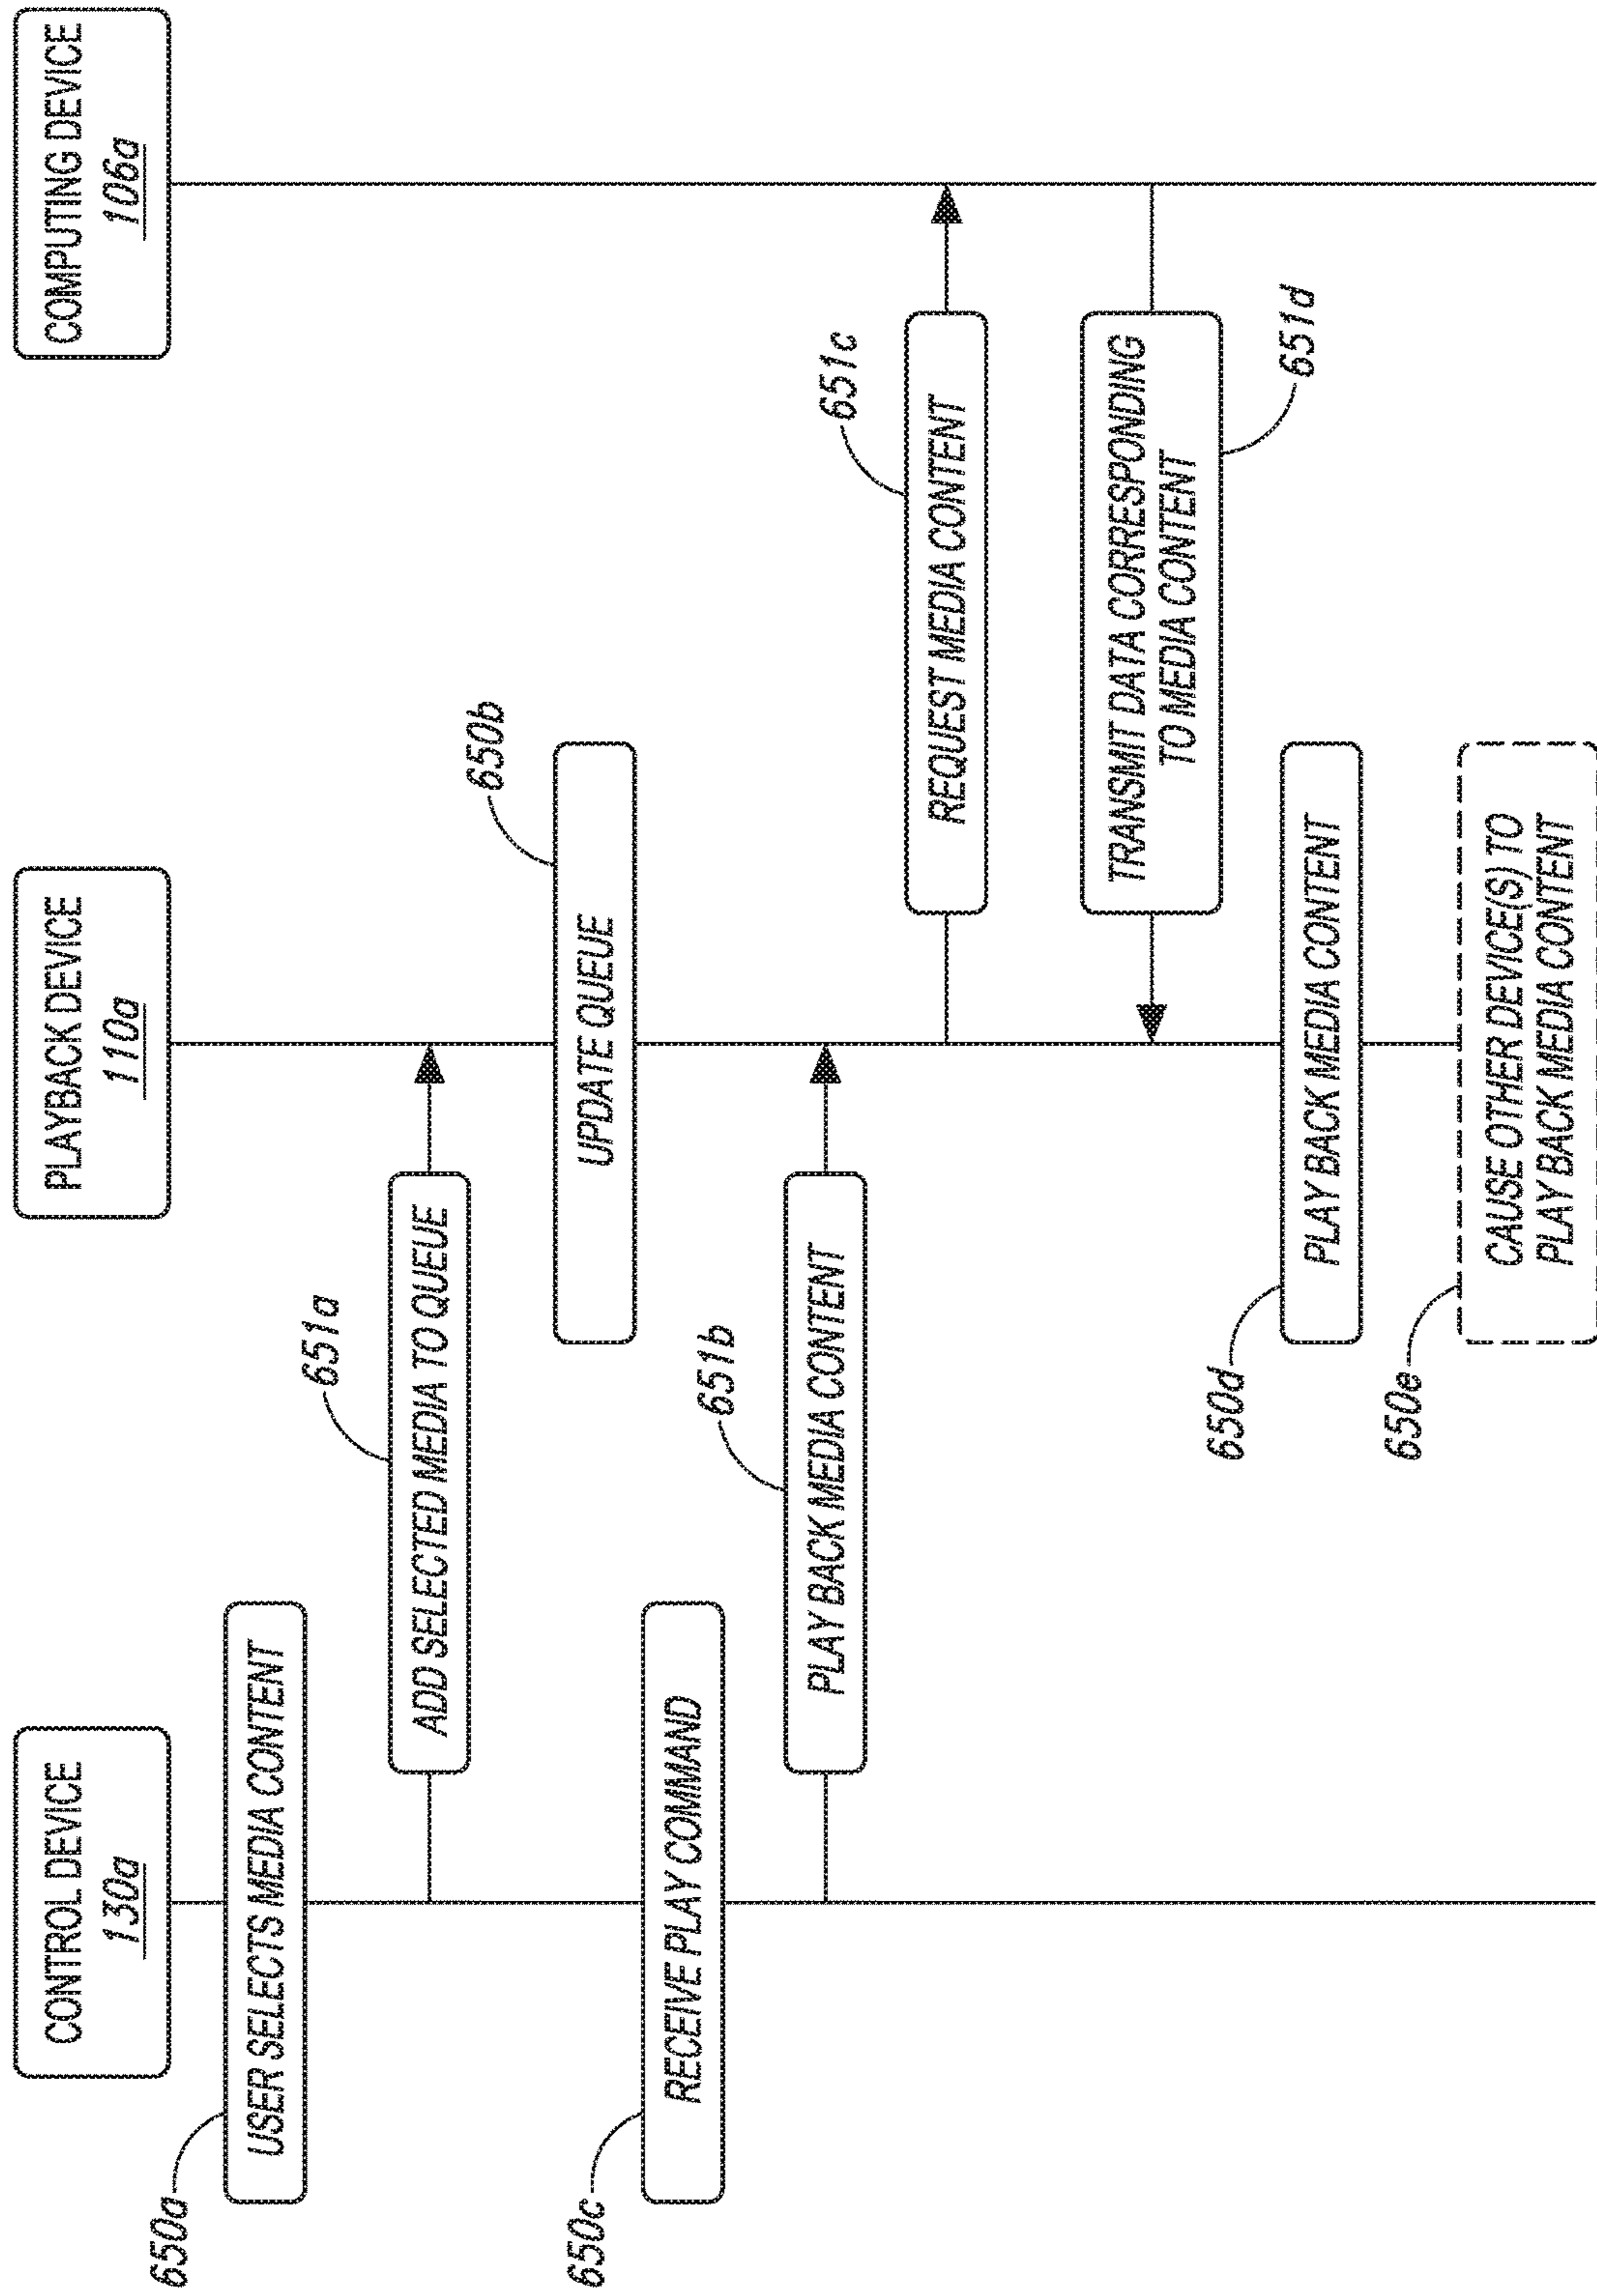 CONTROL DEVICE
130a
PLAYBACK DEVICE
110a
COMPUTING DEVICE
106a
650a
USER SELECTS MEDIA CONTENT
651a
ADD SELECTED MEDIA TO QUEUE
650b
UPDATE QUEUE
650c
RECEIVE PLAY COMMAND
651b
PLAY BACK MEDIA CONTENT
651c
REQUEST MEDIA CONTENT
TRANSMIT DATA CORRESPONDING
TO MEDIA CONTENT
651d
650d
PLAY BACK MEDIA CONTENT
650e
CAUSE OTHER DEVICE(S) TO
PLAY BACK MEDIA CONTENT